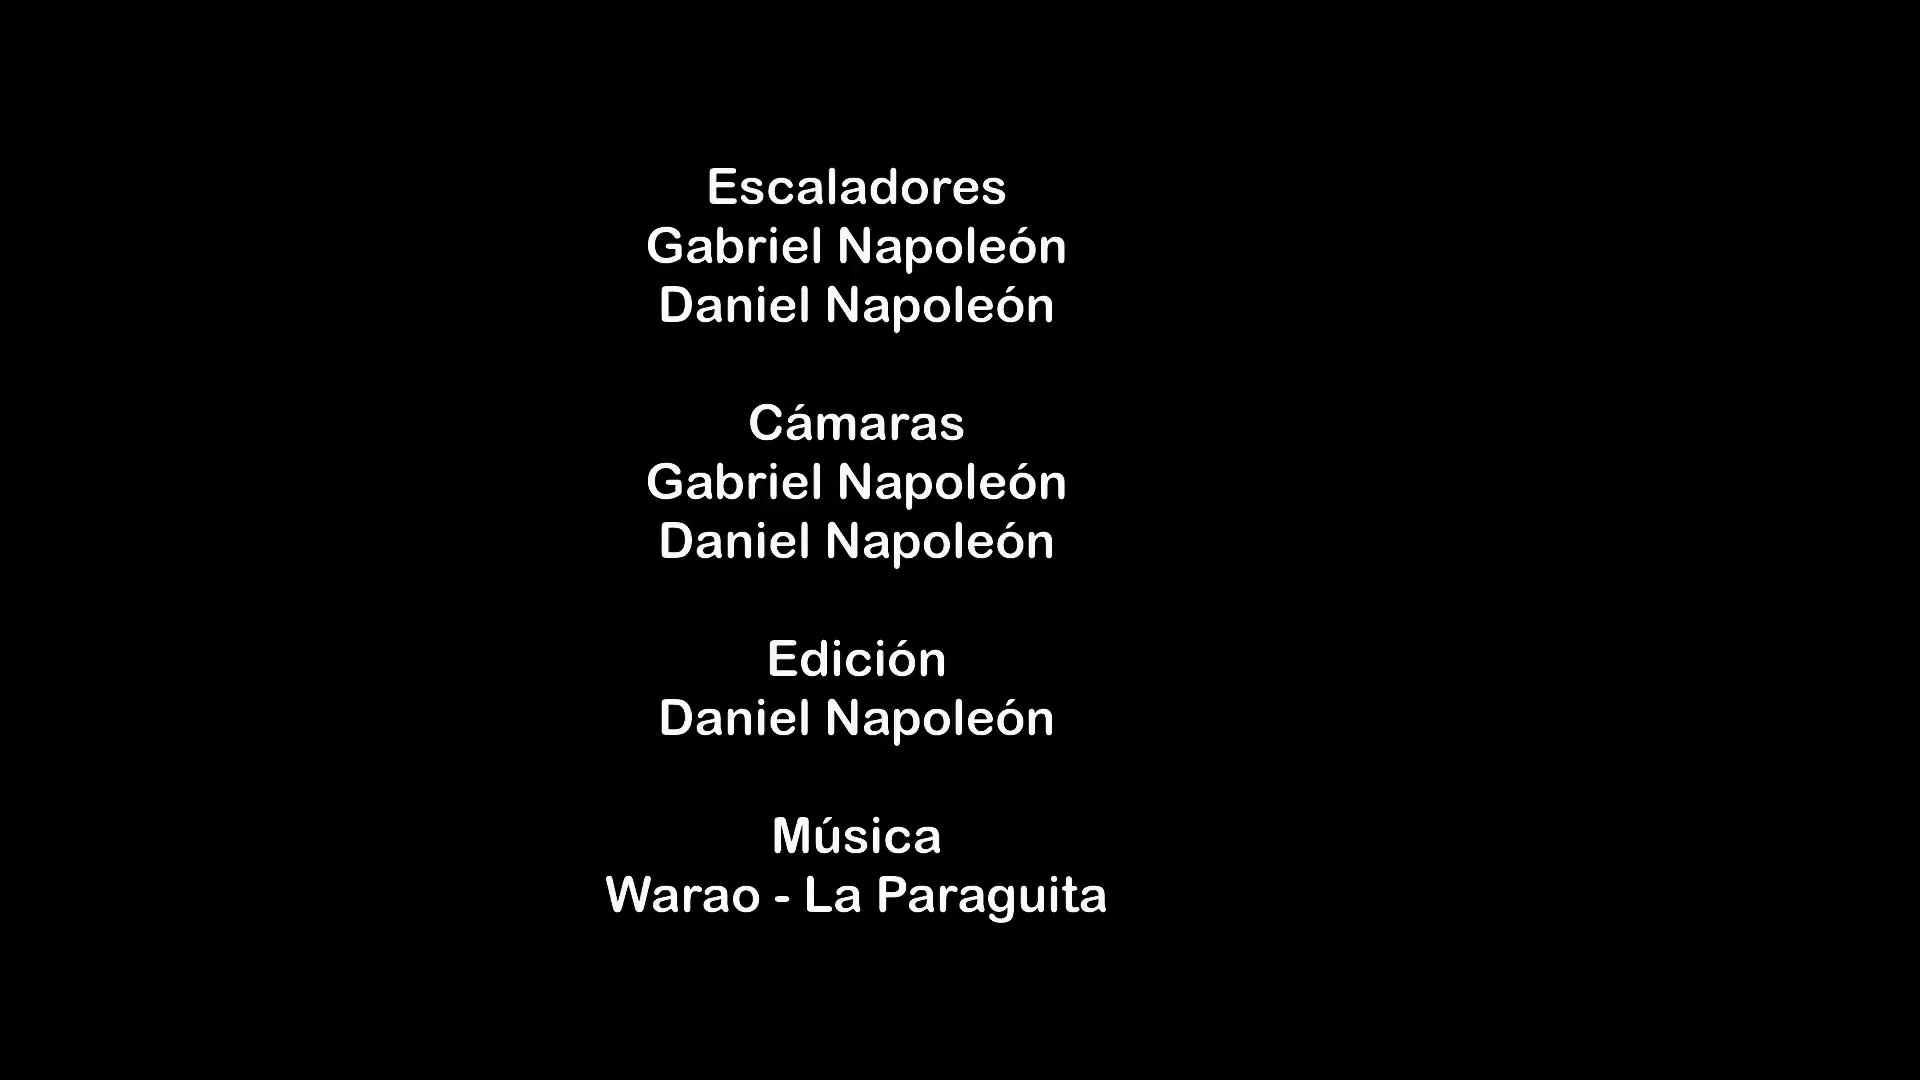 Escaladores
Gabriel Napoleón
Daniel Napoleón
Cámaras
Gabriel Napoleón
Daniel Napoleón
Edición
Daniel Napoleón
Música
Warao - La Paraguita